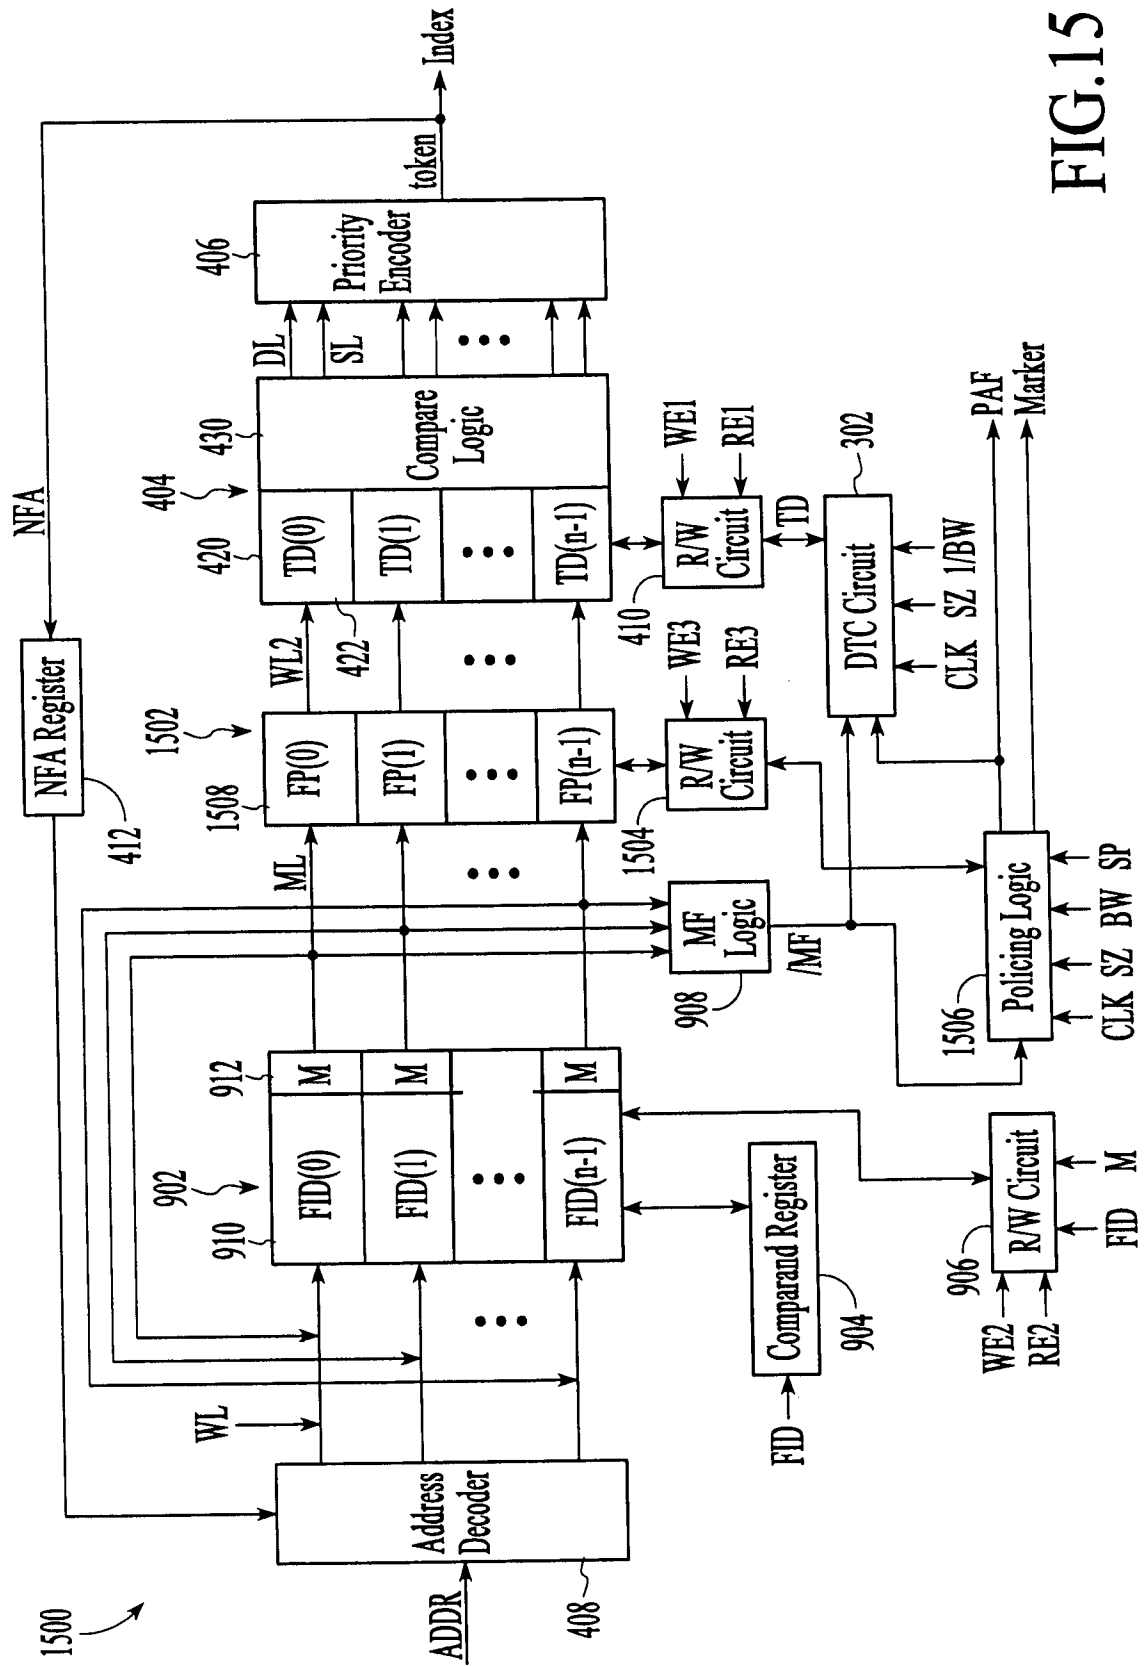 1500
ADDR
Address
Decoder
408
WL
NFA
NFA Register
412
902
910
FID(0)
FID(1)
FID(n-1)
912
M
M
M
ML
1502
1508
FP(0)
FP(1)
FP(n-1)
WL2
422
404
420
TD(0)
TD(1)
TD(n-1)
430
Compare
Logic
DL
SL
406
Priority
Encoder
token
Index
FID
Comparand Register
904
MF
Logic
908
/MF
1504
R/W
Circuit
WE3
RE3
410
R/W
Circuit
WE1
RE1
TD
302
DTC Circuit
CLK
SZ
1/BW
906
R/W Circuit
WE2
RE2
FID
M
1506
Policing Logic
CLK
SZ
BW
SP
PAF
Marker
FIG.15